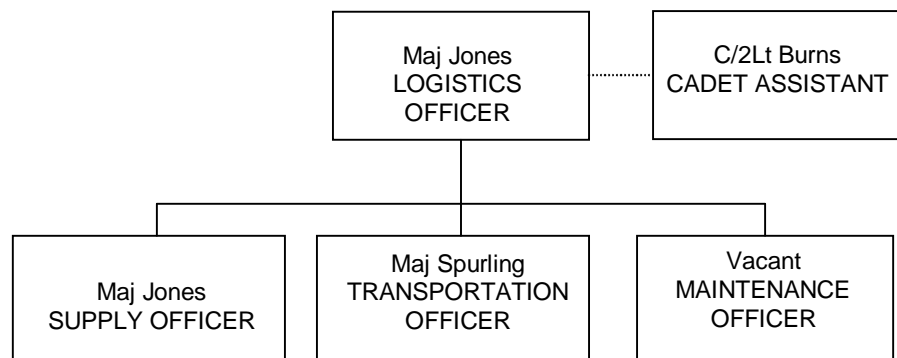 Maj Jones
LOGISTICS
OFFICER
C/2Lt Burns
CADET ASSISTANT
Maj Jones
SUPPLY OFFICER
Maj Spurling
TRANSPORTATION
OFFICER
Vacant
MAINTENANCE
OFFICER